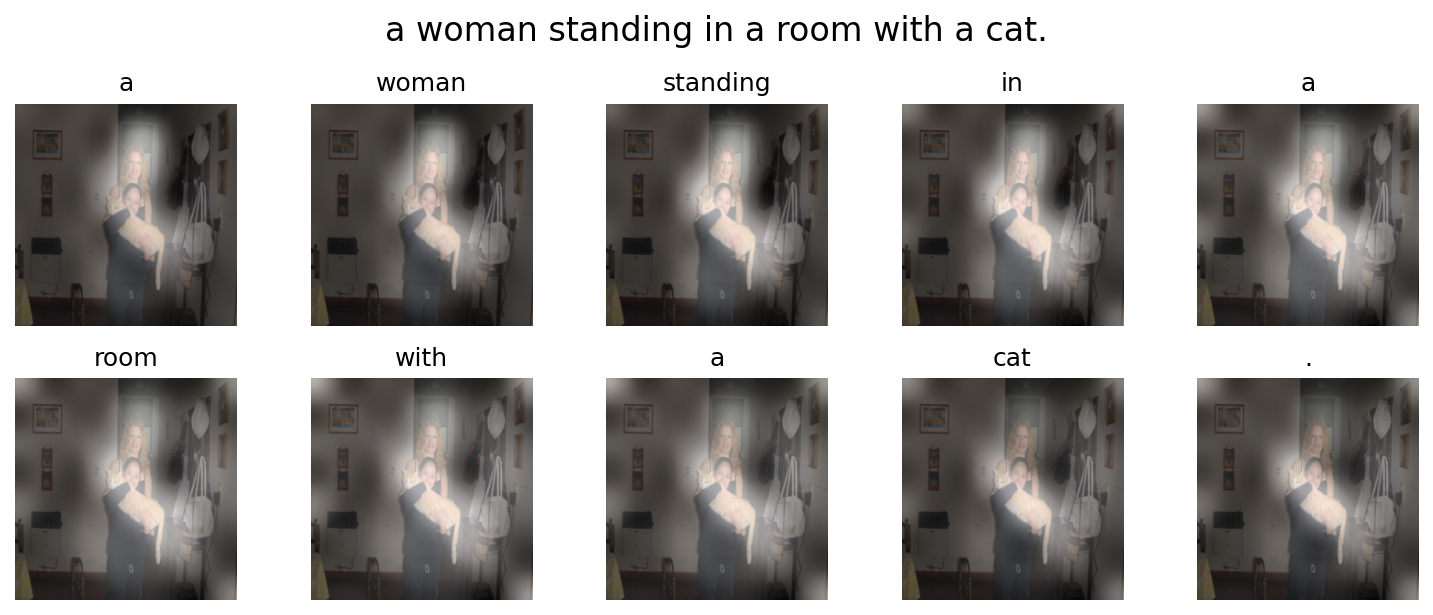 a woman standing in a room with a cat.
a woman standing in a
room with a cat .